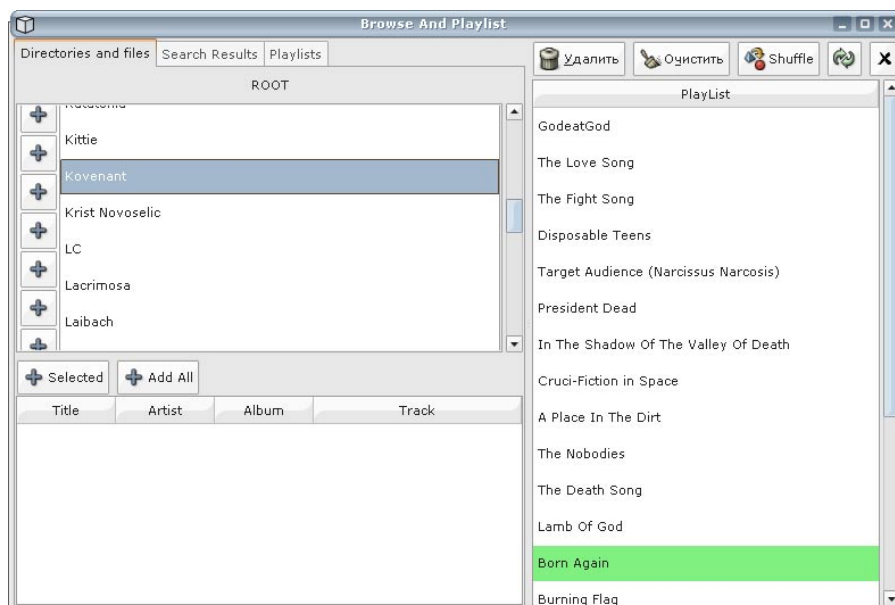 Browse And Playlist
Directories and files
Search Results
Playlists
ROOT
Katatonia
Kittie
Kovenant
Krist Novoselic
LC
Lacrimosa
Laibach
Selected
Add All
Title
Artist
Album
Track
Удалить
Очистить
Shuffle
PlayList
GodeatGod
The Love Song
The Fight Song
Disposable Teens
Target Audience (Narcissus Narcosis)
President Dead
In The Shadow Of The Valley Of Death
Cruci-Fiction in Space
A Place In The Dirt
The Nobodies
The Death Song
Lamb Of God
Born Again
Burning Flag